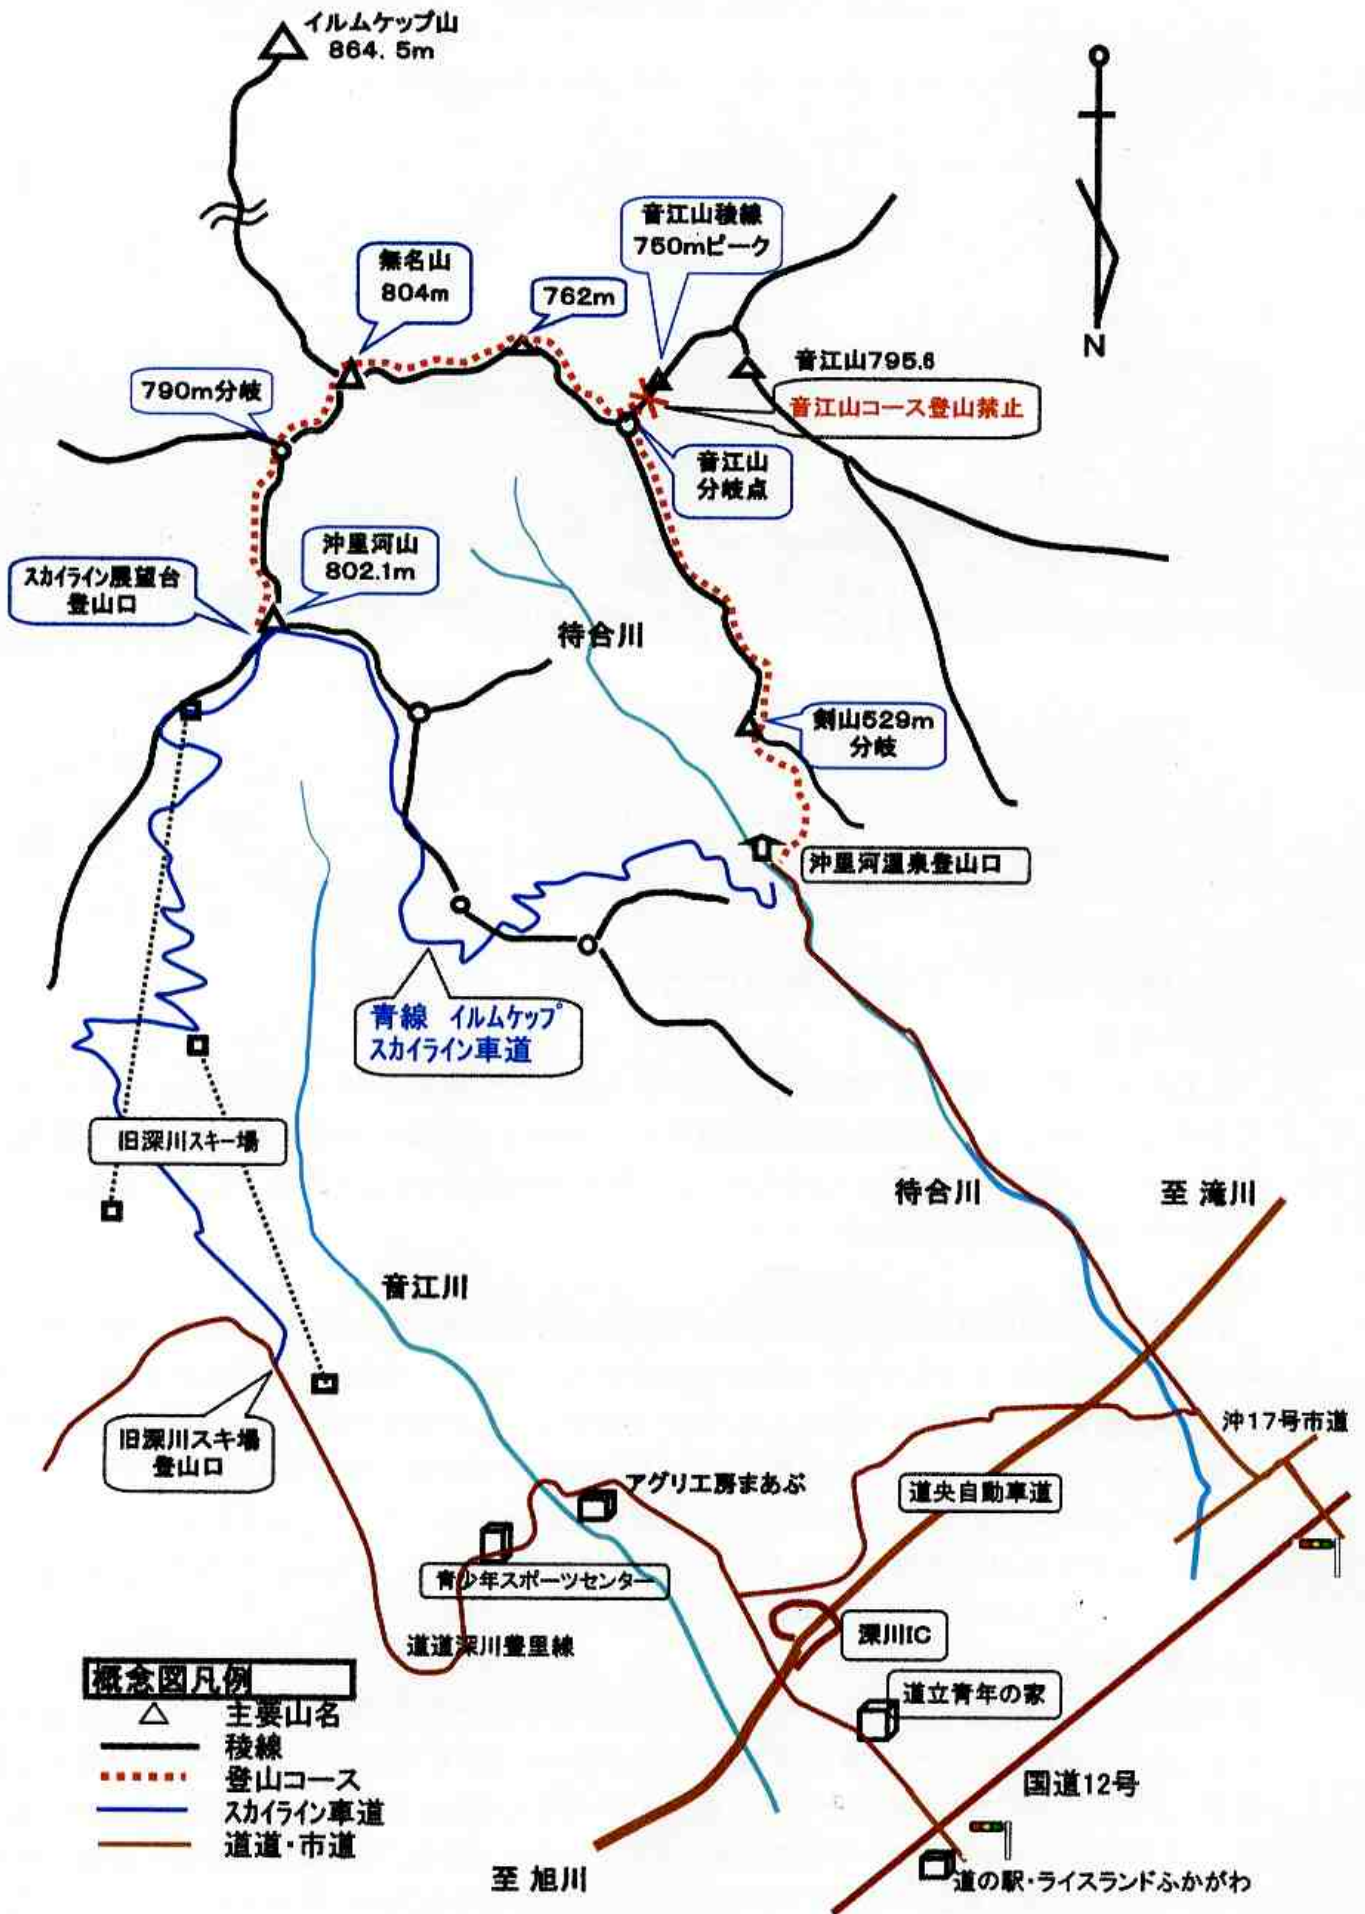 イルムケップ山
864.5m
音江山稜線
750mピーク
無名山
804m
762m
N
音江山795.6
790m分岐
音江山コース登山禁止
音江山
分岐点
沖里河山
802.1m
スカイライン展望台
登山口
待合川
剣山529m
分岐
沖里河温泉登山口
青線 イルムケップ
スカイライン車道
旧深川スキー場
待合川
至 滝川
音江川
旧深川スキ場
登山口
沖17号市道
アグリ工房まあぶ
道央自動車道
青少年スポーツセンター
道道深川豊里線
深川IC
道立青年の家
概念図凡例
主要山名
稜線
登山コース
スカイライン車道
道道・市道
国道12号
至 旭川
道の駅・ライスランドふかがわ